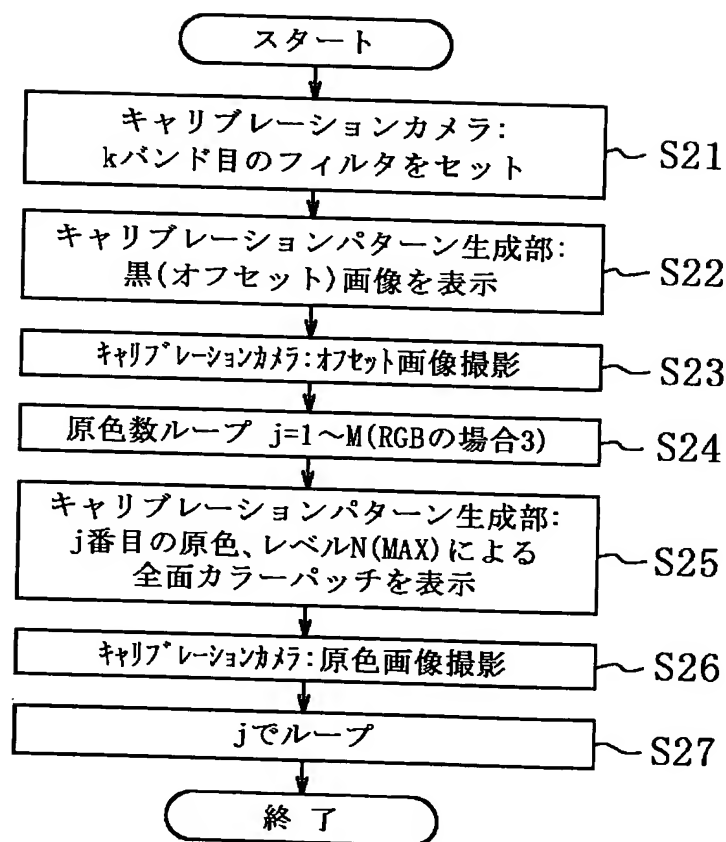 スタート
キャリブレーションカメラ:
kバンド目のフィルタをセット
S21
キャリブレーションパターン生成部:
黒(オフセット)画像を表示
S22
ｷｬﾘﾌﾞﾚｰｼｮﾝｶﾒﾗ:ｵﾌｾｯﾄ画像撮影
S23
原色数ループ j=1～M(RGBの場合3)
S24
キャリブレーションパターン生成部:
j番目の原色、レベルN(MAX)による
全面カラーパッチを表示
S25
ｷｬﾘﾌﾞﾚｰｼｮﾝｶﾒﾗ:原色画像撮影
S26
jでループ
S27
終了